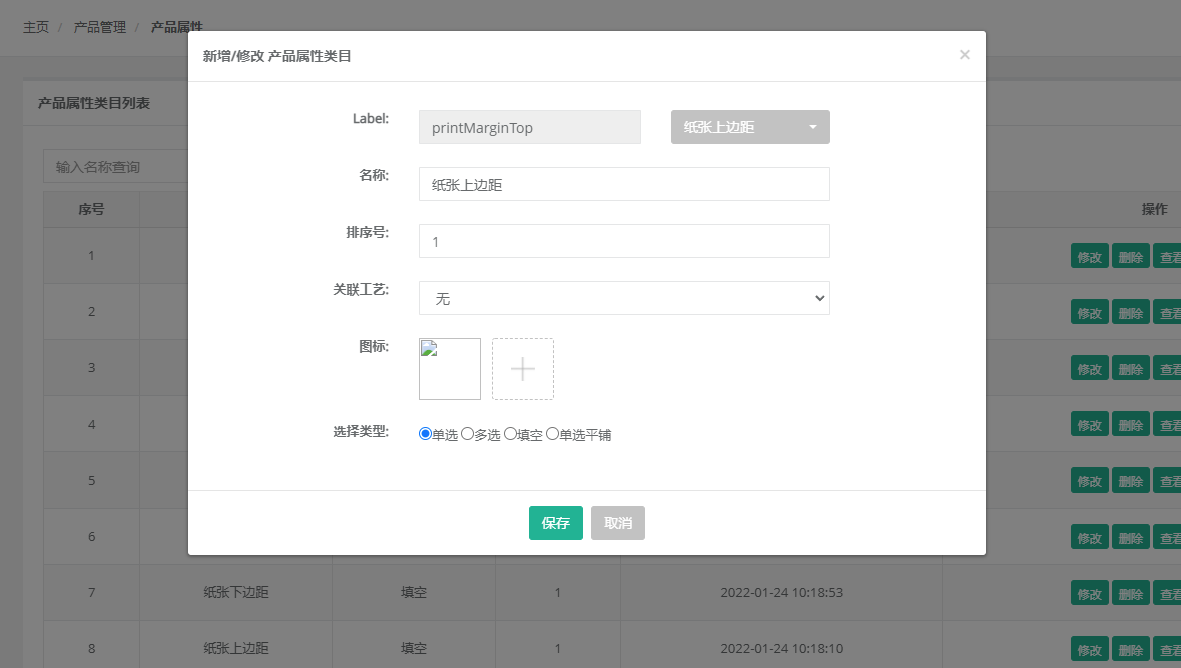 主页 / 产品管理 / 产品属性
新增/修改 产品属性类目 ×
产品属性类目列表
Label: printMarginTop 纸张上边距
输入名称查询
名称: 纸张上边距
序号 操作
排序号: 1
1 修改 删除 查看
关联工艺: 无
2 修改 删除 查看
图标:
3 修改 删除 查看
4 修改 删除 查看
选择类型: 单选 多选 填空 单选平铺
5 修改 删除 查看
保存 取消
6 修改 删除 查看
7 纸张下边距 填空 1 2022-01-24 10:18:53 修改 删除 查看
8 纸张上边距 填空 1 2022-01-24 10:18:10 修改 删除 查看